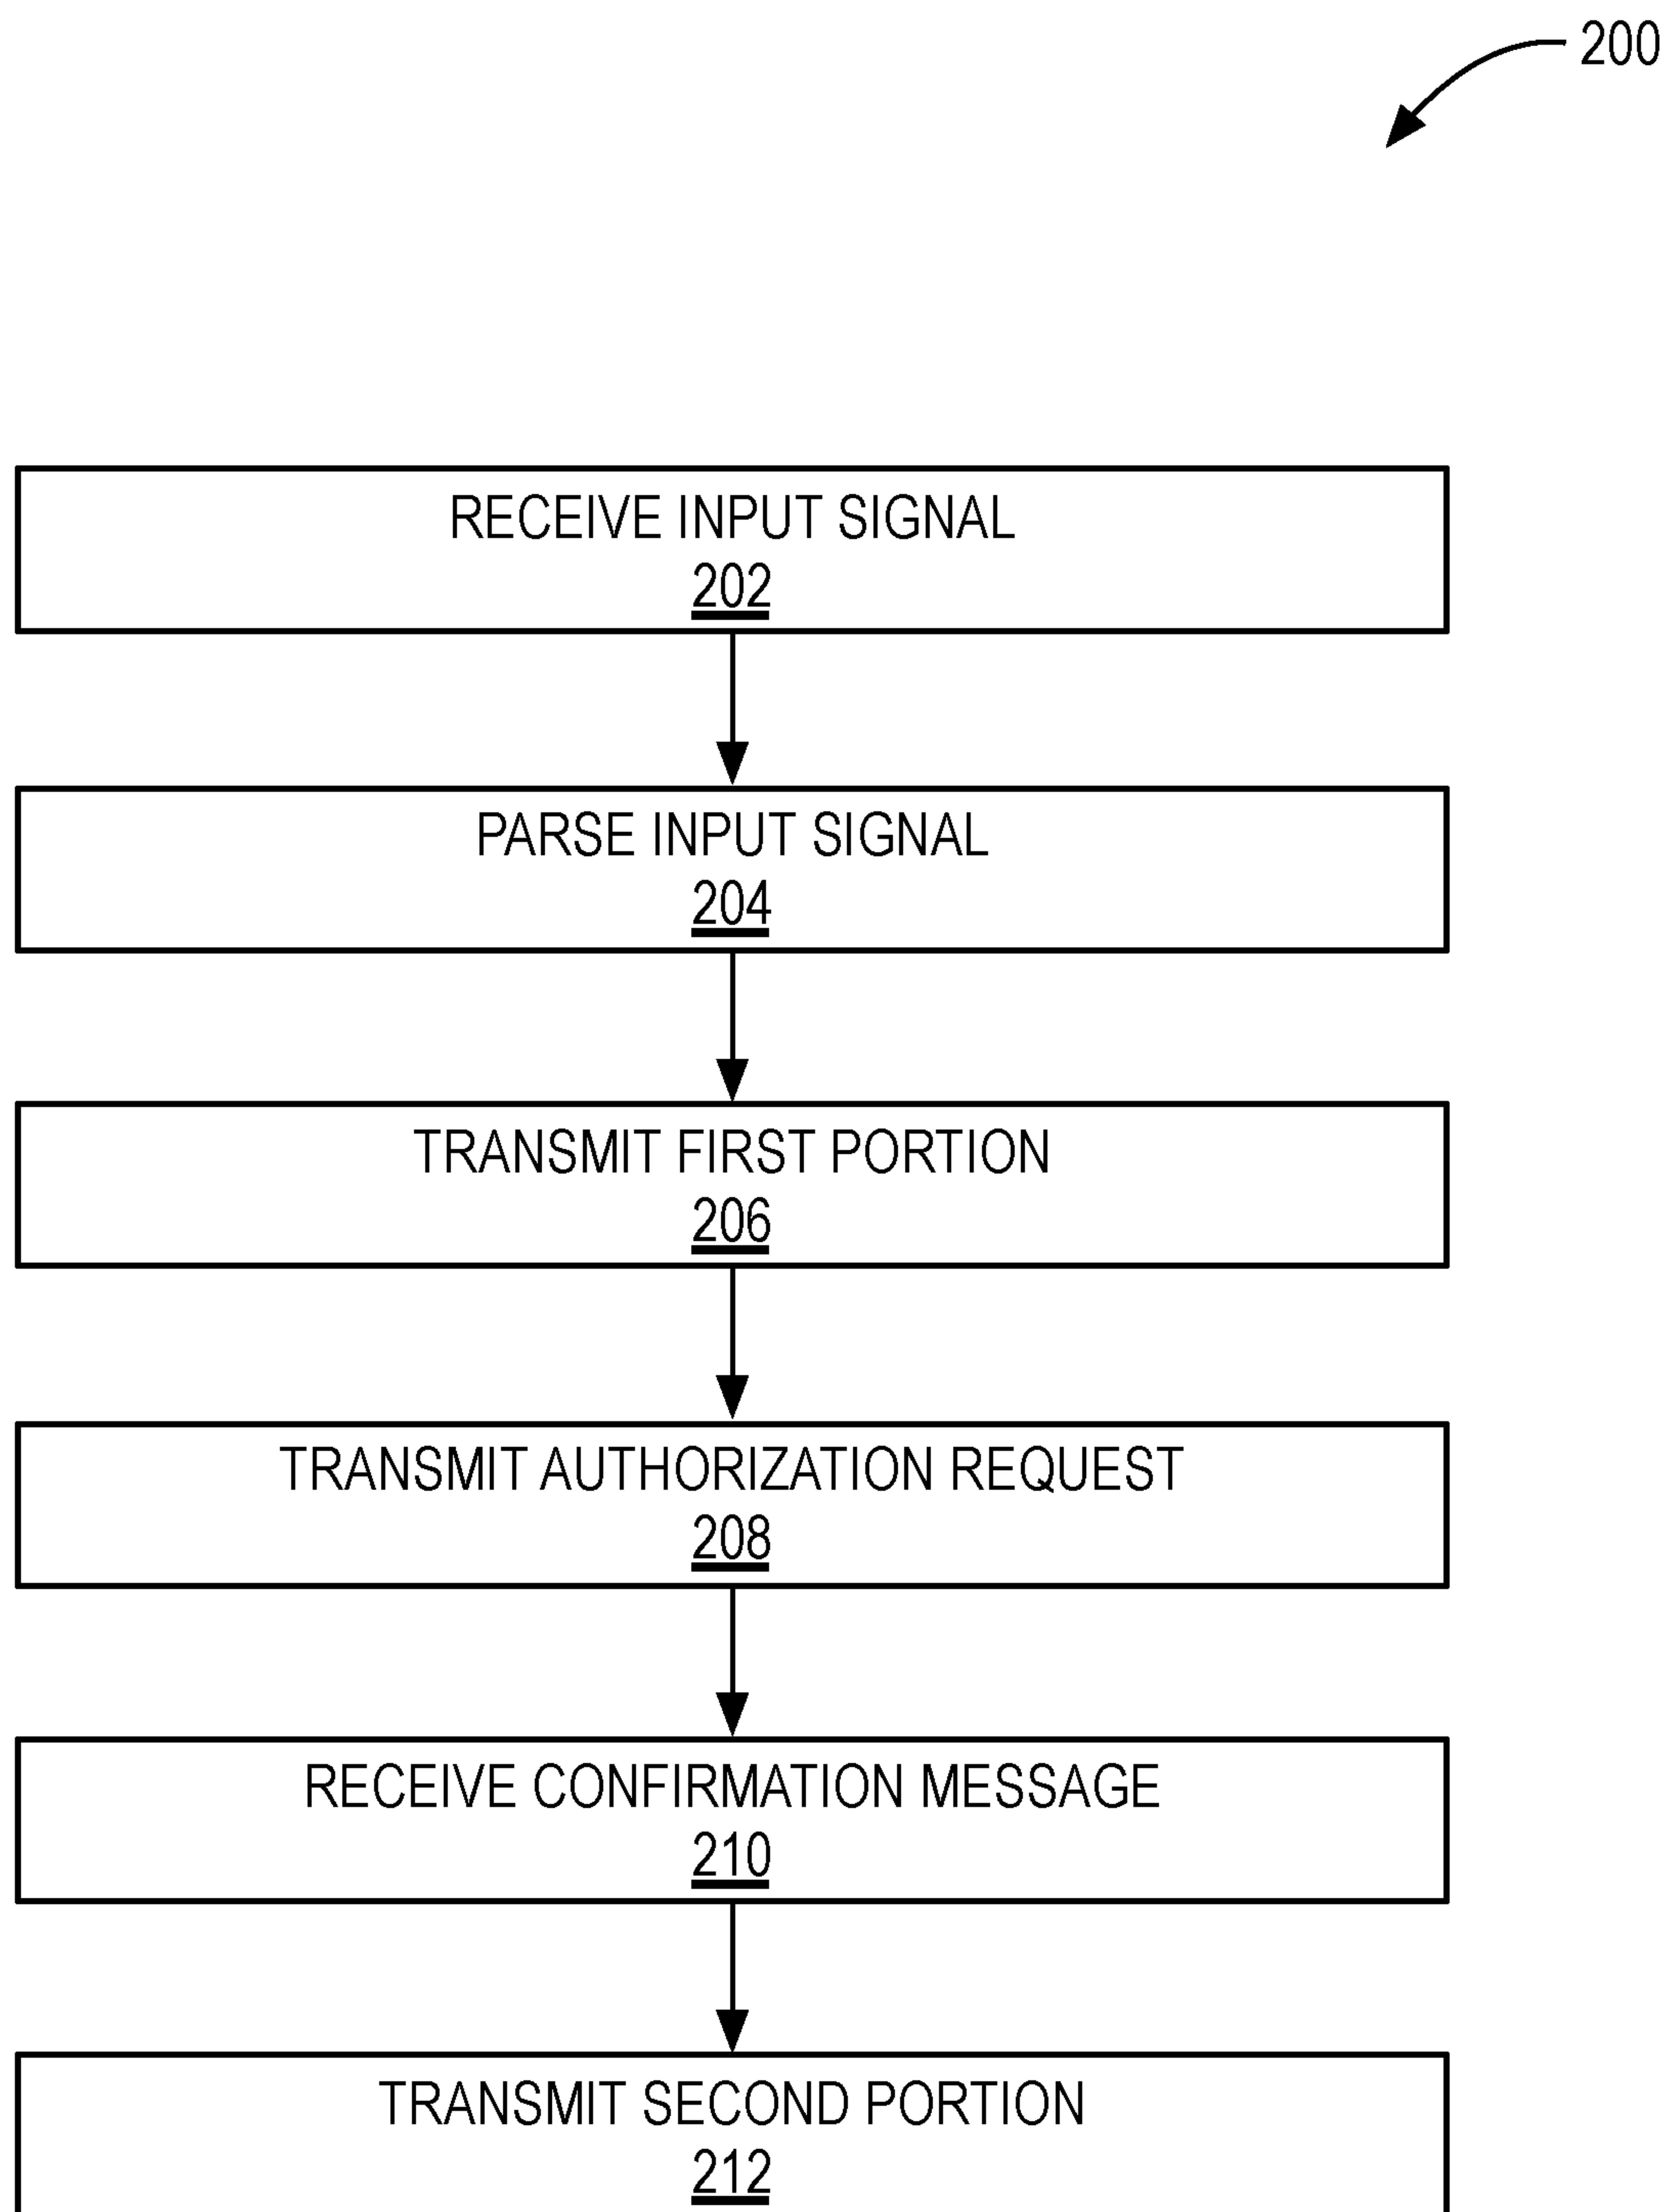 200
RECEIVE INPUT SIGNAL
202
PARSE INPUT SIGNAL
204
TRANSMIT FIRST PORTION
206
TRANSMIT AUTHORIZATION REQUEST
208
RECEIVE CONFIRMATION MESSAGE
210
TRANSMIT SECOND PORTION
212